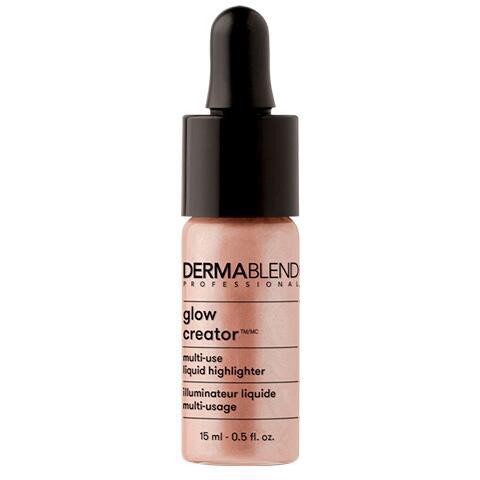 DERMABLEND
PROFESSIONAL
glow
creator™/MC
multi-use
liquid highlighter
illuminateur liquide
multi-usage
15 ml - 0.5 fl. oz.